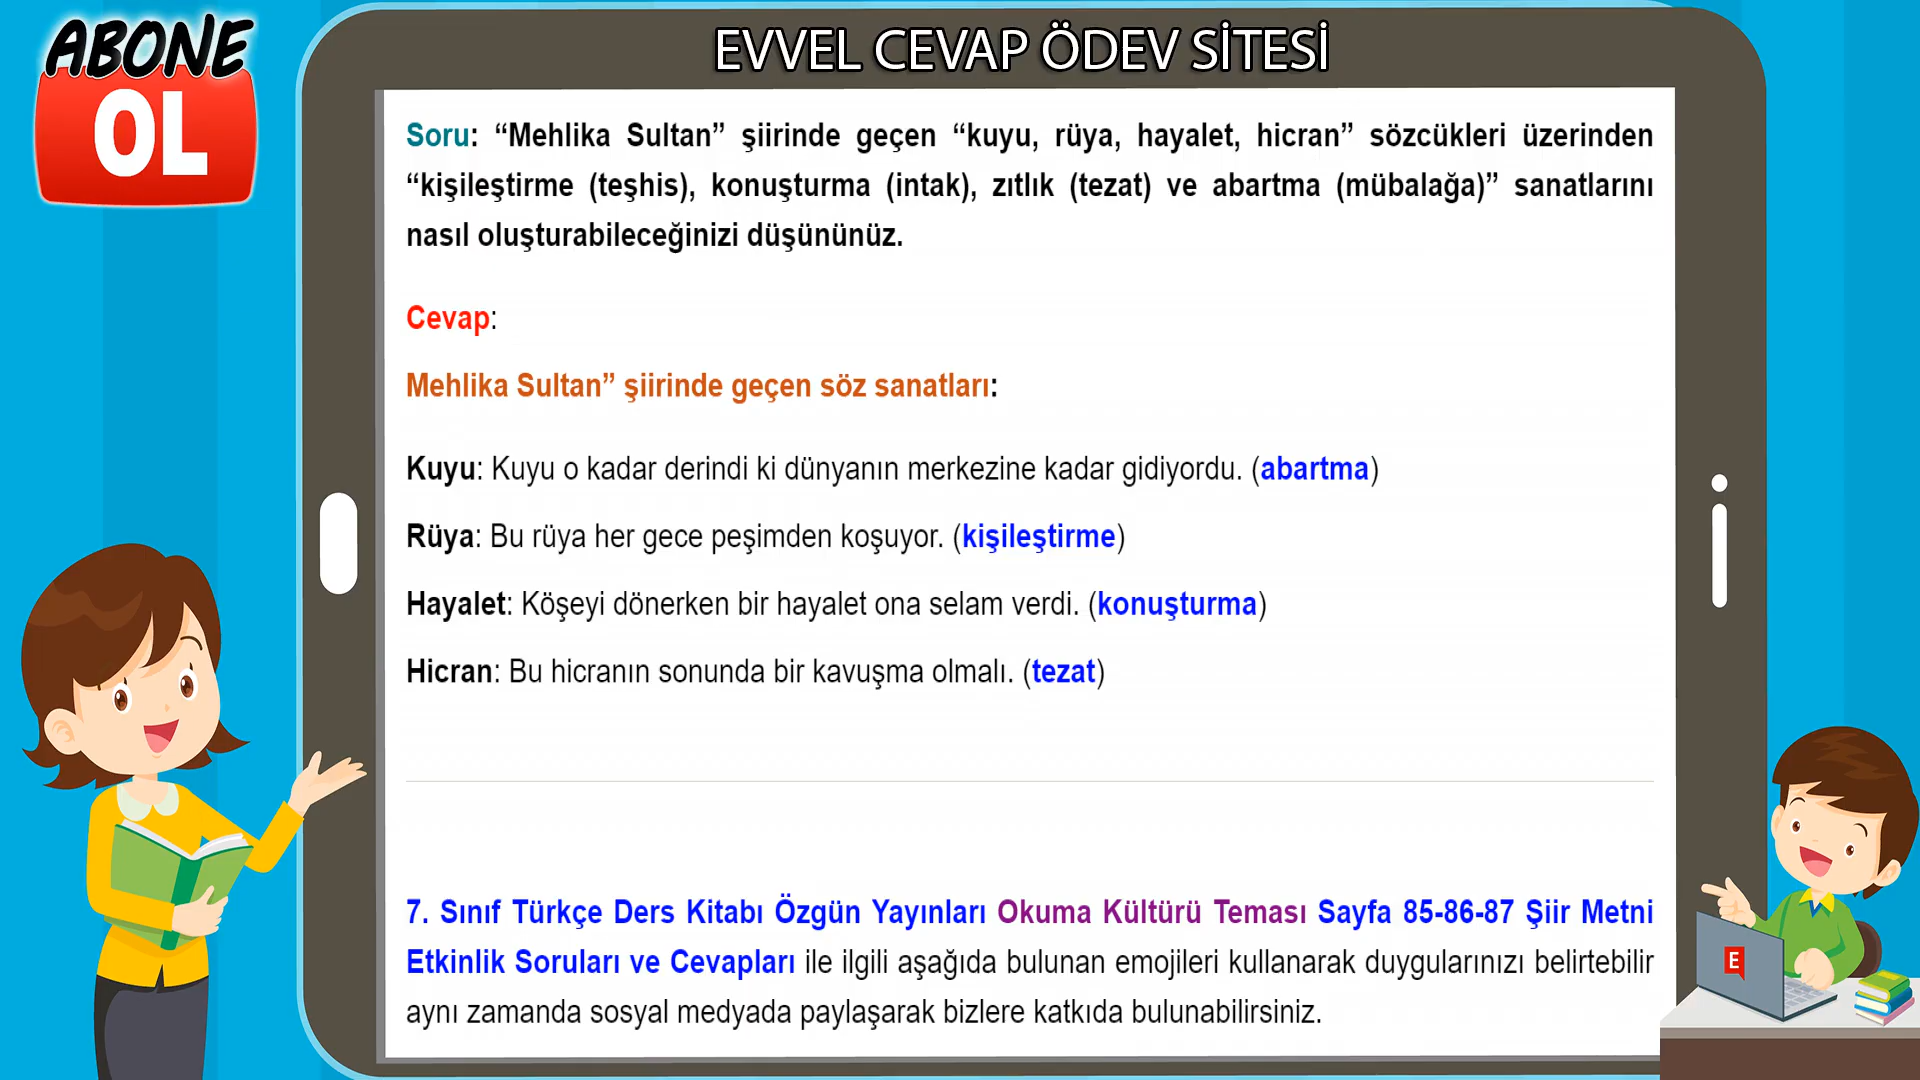 ABONE
OL
EVVEL CEVAP ÖDEV SİTESİ
Soru: “Mehlika Sultan” şiirinde geçen “kuyu, rüya, hayalet, hicran” sözcükleri üzerinden
“kişileştirme (teşhis), konuşturma (intak), zıtlık (tezat) ve abartma (mübalağa)” sanatlarını
nasıl oluşturabileceğinizi düşününüz.
Cevap:
Mehlika Sultan” şiirinde geçen söz sanatları:
Kuyu: Kuyu o kadar derindi ki dünyanın merkezine kadar gidiyordu. (abartma)
Rüya: Bu rüya her gece peşimden koşuyor. (kişileştirme)
Hayalet: Köşeyi dönerken bir hayalet ona selam verdi. (konuşturma)
Hicran: Bu hicranın sonunda bir kavuşma olmalı. (tezat)
7. Sınıf Türkçe Ders Kitabı Özgün Yayınları Okuma Kültürü Teması Sayfa 85-86-87 Şiir Metni
Etkinlik Soruları ve Cevapları ile ilgili aşağıda bulunan emojileri kullanarak duygularınızı belirtebilir
aynı zamanda sosyal medyada paylaşarak bizlere katkıda bulunabilirsiniz.
E